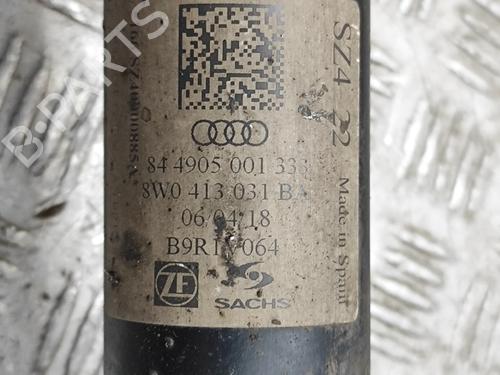 84 4905 001 333
8W0 413 031 BA
06/04/18
B9R1V064
ZF
SACHS
SZ4 22
Made in Spain